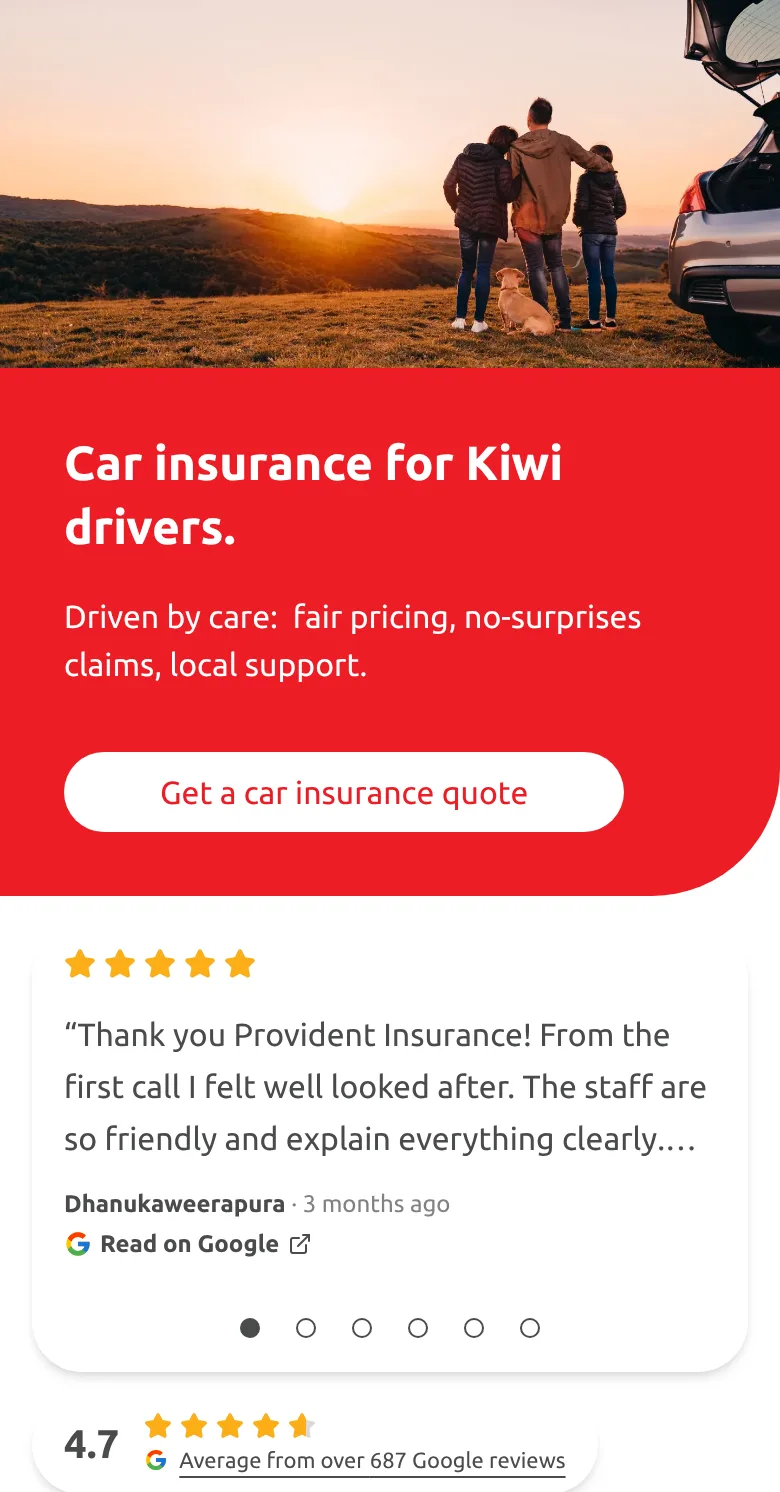 Car insurance for Kiwi
drivers.
Driven by care:  fair pricing, no-surprises
claims, local support.
Get a car insurance quote
“Thank you Provident Insurance! From the
first call I felt well looked after. The staff are
so friendly and explain everything clearly.…
Dhanukaweerapura · 3 months ago
Read on Google
4.7
Average from over 687 Google reviews